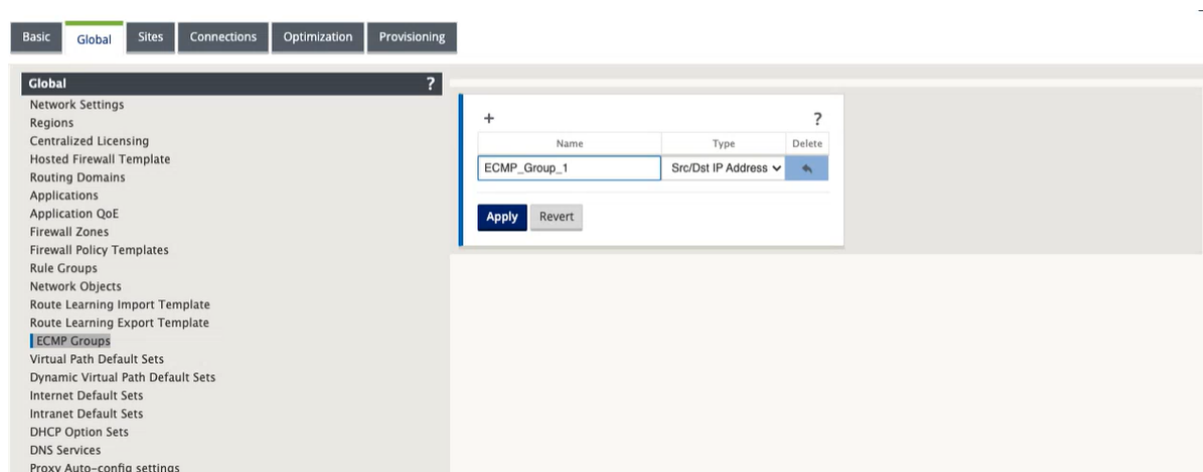 Basic Global Sites Connections Optimization Provisioning
Global ?
Network Settings
Regions
Centralized Licensing
Hosted Firewall Template
Routing Domains
Applications
Application QoE
Firewall Zones
Firewall Policy Templates
Rule Groups
Network Objects
Route Learning Import Template
Route Learning Export Template
ECMP Groups
Virtual Path Default Sets
Dynamic Virtual Path Default Sets
Internet Default Sets
Intranet Default Sets
DHCP Option Sets
DNS Services
Proxy Auto-config settings
+ ?
Name Type Delete
ECMP_Group_1 Src/Dst IP Address
Apply Revert